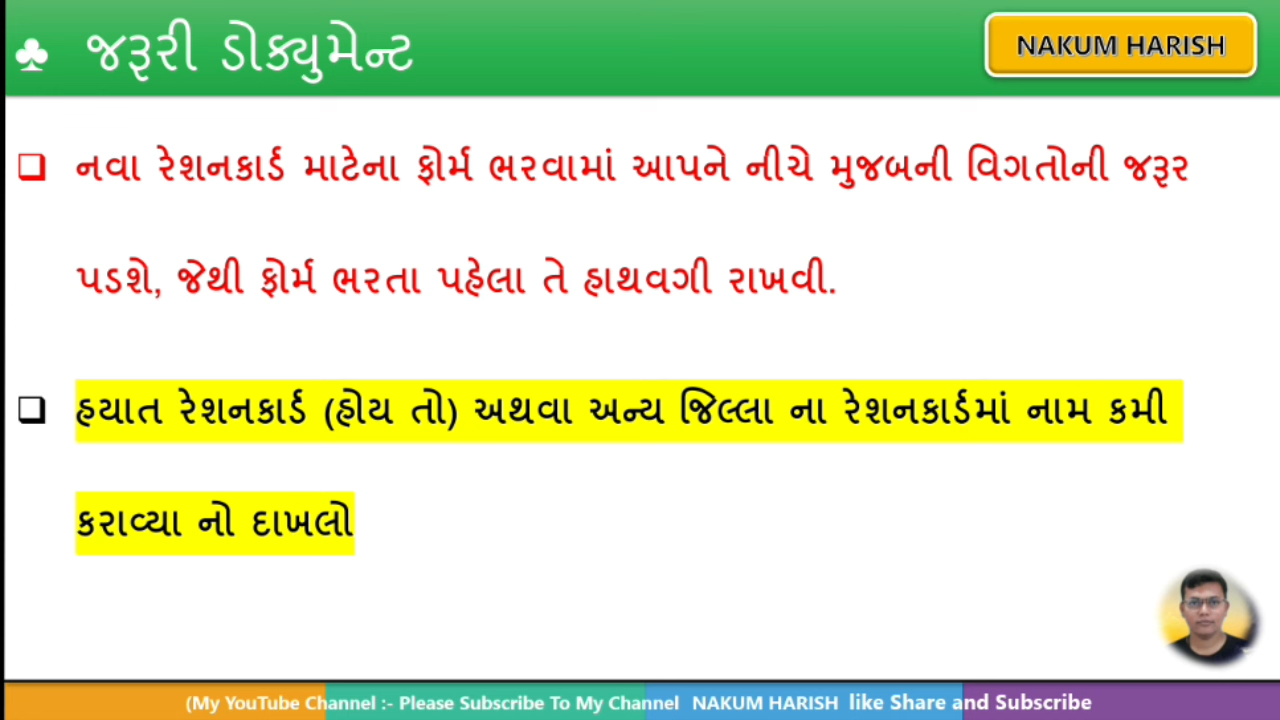 ♣ જરૂરી ડોક્યુમેન્ટ
NAKUM HARISH
❑ નવા રેશનકાર્ડ માટેના ફોર્મ ભરવામાં આપને નીચે મુજબની વિગતોની જરૂર
પડશે, જેથી ફોર્મ ભરતા પહેલા તે હાથવગી રાખવી.
❑ હયાત રેશનકાર્ડ (હોય તો) અથવા અન્ય જિલ્લા ના રેશનકાર્ડમાં નામ કમી
કરાવ્યા નો દાખલો
(My YouTube Channel :- Please Subscribe To My Channel NAKUM HARISH like Share and Subscribe